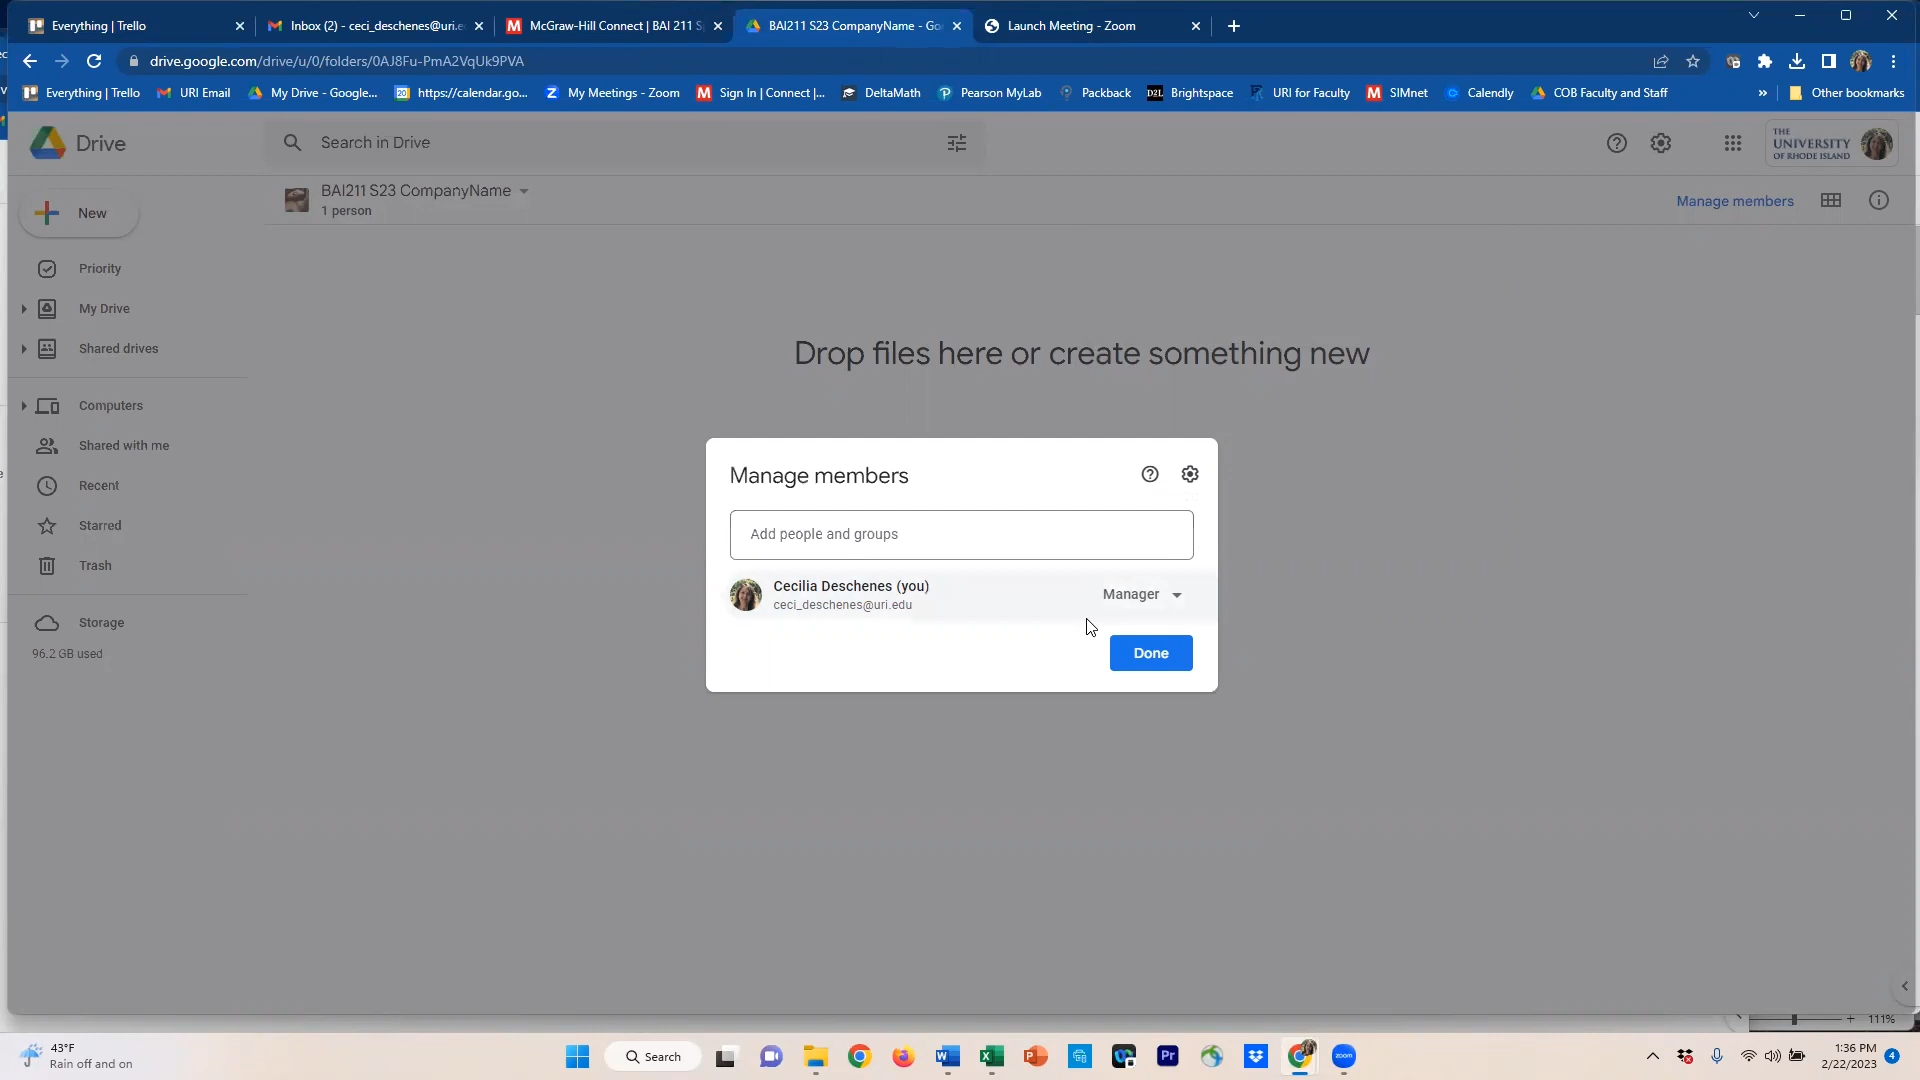 Everything | Trello
Inbox (2) - ceci_deschenes@uri.e
McGraw-Hill Connect | BAI 211 S
BAI211 S23 CompanyName - Go
Launch Meeting - Zoom
drive.google.com/drive/u/0/folders/0AJ8Fu-PmA2VqUk9PVA
Everything | Trello
URI Email
My Drive - Google...
20
https://calendar.go...
My Meetings - Zoom
Sign In | Connect |...
DeltaMath
Pearson MyLab
Packback
D2L
Brightspace
URI for Faculty
SIMnet
Calendly
COB Faculty and Staff
»
Other bookmarks
Drive
Search in Drive
THE
UNIVERSITY
OF RHODE ISLAND
New
BAI211 S23 CompanyName
1 person
Manage members
Priority
My Drive
Shared drives
Computers
Shared with me
Recent
Starred
Trash
Storage
96.2 GB used
Drop files here or create something new
Manage members
Add people and groups
Cecilia Deschenes (you)
ceci_deschenes@uri.edu
Manager
Done
111%
43°F
Rain off and on
Search
Pr
zoom
1:36 PM
2/22/2023
4